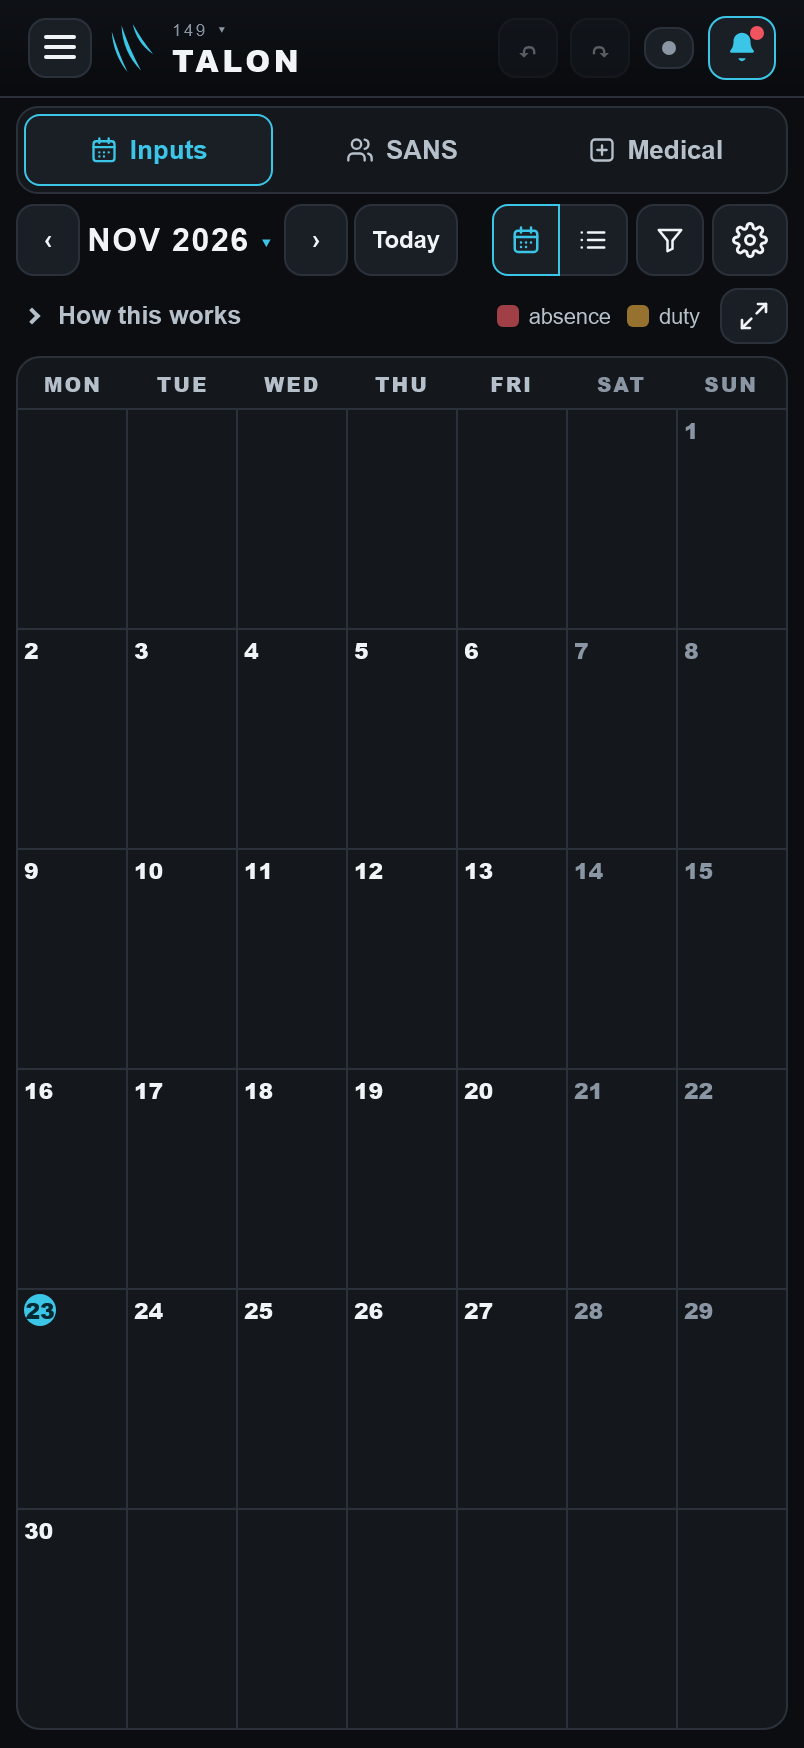 149 ▾
TALON
Inputs SANS Medical
‹ NOV 2026 ▾ › Today
How this works absence duty
MON TUE WED THU FRI SAT SUN
1
2 3 4 5 6 7 8
9 10 11 12 13 14 15
16 17 18 19 20 21 22
23 24 25 26 27 28 29
30